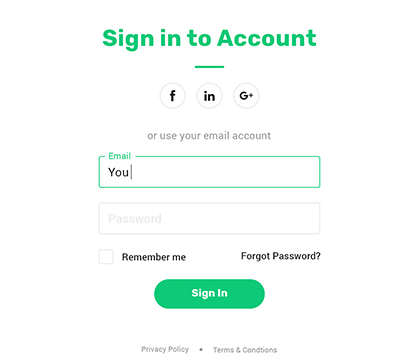 Sign in to Account
f in G+
or use your email account
Email
You
Password
Remember me Forgot Password?
Sign In
Privacy Policy • Terms & Condtions